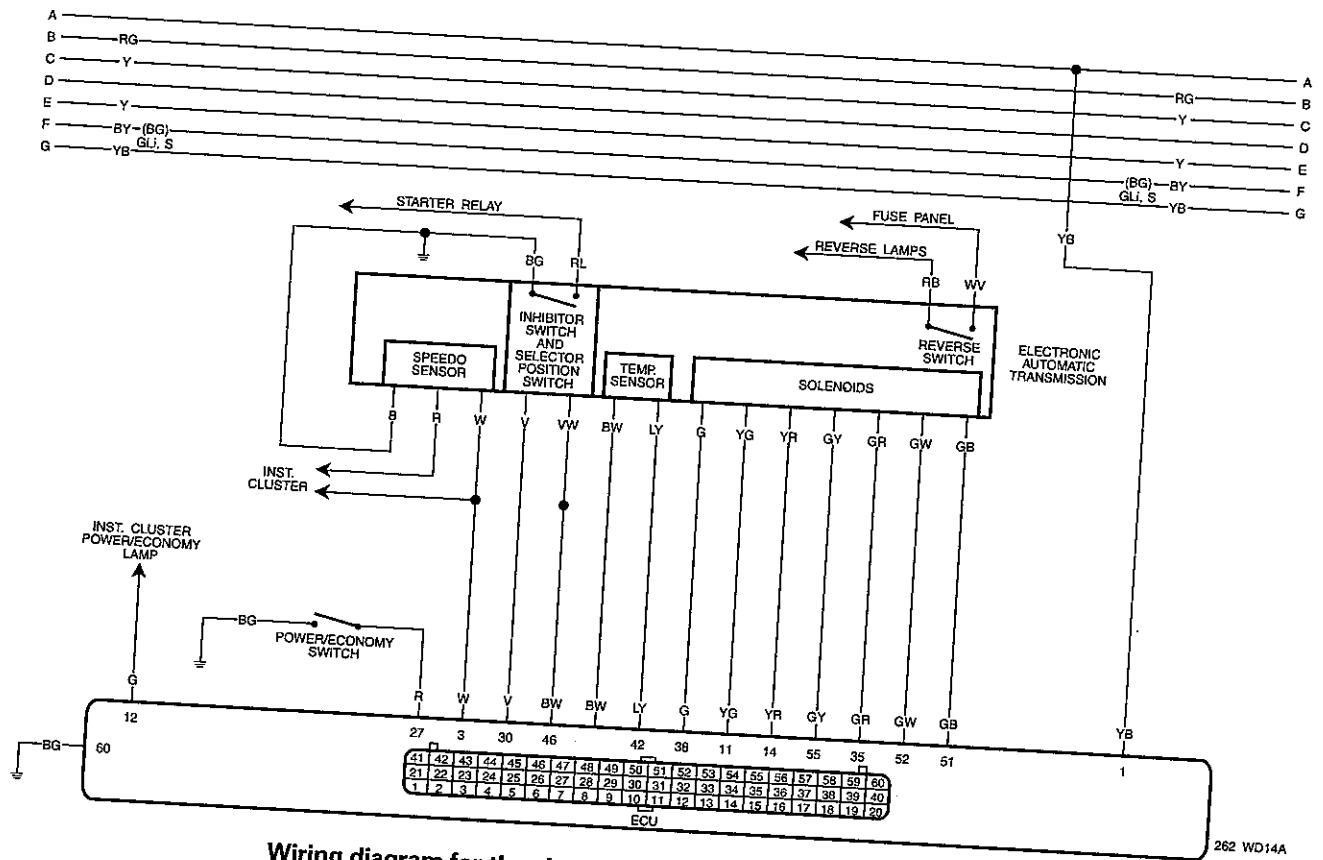 A
B RG
C Y
D
E Y
F BY (BG)
GLi, S
G YB
A
RG B
Y C
D
Y E
(BG) BY F
GLi, S
YB G
STARTER RELAY
FUSE PANEL
REVERSE LAMPS
YB
BG RL
RB WV
INHIBITOR
SWITCH
AND
SELECTOR
POSITION
SWITCH
SPEEDO
SENSOR
TEMP.
SENSOR
SOLENOIDS
REVERSE
SWITCH
ELECTRONIC
AUTOMATIC
TRANSMISSION
B R W V VW BW LY G YG YR GY GR GW GB
INST.
CLUSTER
INST. CLUSTER
POWER/ECONOMY
LAMP
BG
POWER/ECONOMY
SWITCH
G R W V BW BW LY G YG YR GY GR GW GB YB
12 27 3 30 46 42 38 11 14 55 35 52 51 1
BG 60
41 42 43 44 45 46 47 48 49 50 51 52 53 54 55 56 57 58 59 60
21 22 23 24 25 26 27 28 29 30 31 32 33 34 35 36 37 38 39 40
1 2 3 4 5 6 7 8 9 10 11 12 13 14 15 16 17 18 19 20
ECU
262 WD14A
Wiring diagram for the